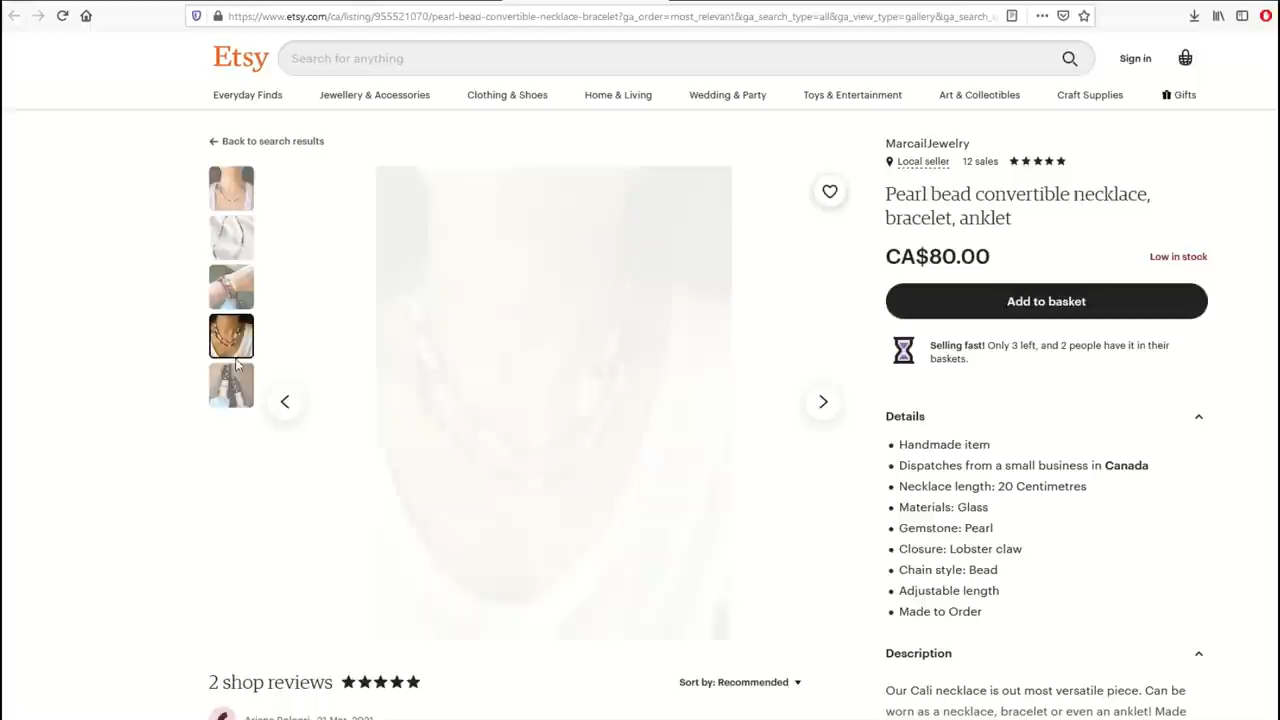 https://www.etsy.com/ca/listing/955521070/pearl-bead-convertible-necklace-bracelet?ga_order=most_relevant&ga_search_type=all&ga_view_type=gallery&ga_search_
Etsy
Search for anything
Sign in
Everyday Finds
Jewellery & Accessories
Clothing & Shoes
Home & Living
Wedding & Party
Toys & Entertainment
Art & Collectibles
Craft Supplies
Gifts
Back to search results
MarcailJewelry
Local seller 12 sales
Pearl bead convertible necklace,
bracelet, anklet
CA$80.00
Low in stock
Add to basket
Selling fast! Only 3 left, and 2 people have it in their
baskets.
Details
Handmade item
Dispatches from a small business in Canada
Necklace length: 20 Centimetres
Materials: Glass
Gemstone: Pearl
Closure: Lobster claw
Chain style: Bead
Adjustable length
Made to Order
Description
Our Cali necklace is out most versatile piece. Can be
worn as a necklace, bracelet or even an anklet! Made
2 shop reviews
Sort by: Recommended